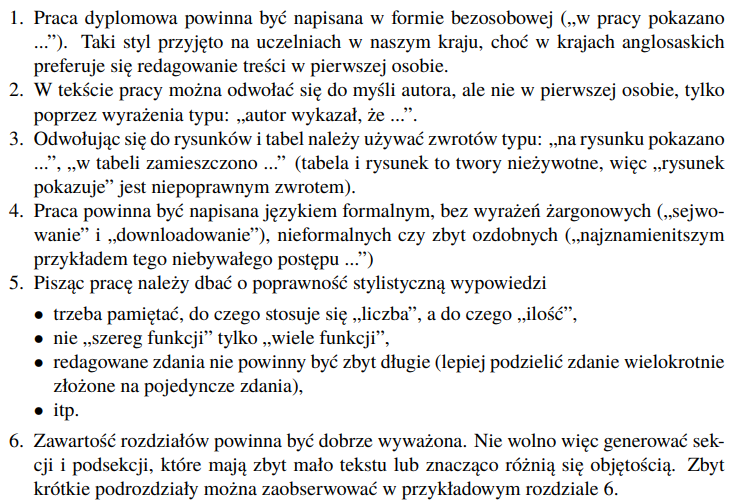 1. Praca dyplomowa powinna być napisana w formie bezosobowej („w pracy pokazano
...”). Taki styl przyjęto na uczelniach w naszym kraju, choć w krajach anglosaskich
preferuje się redagowanie treści w pierwszej osobie.
2. W tekście pracy można odwołać się do myśli autora, ale nie w pierwszej osobie, tylko
poprzez wyrażenia typu: „autor wykazał, że ...”.
3. Odwołując się do rysunków i tabel należy używać zwrotów typu: „na rysunku pokazano
...”, „w tabeli zamieszczono ...” (tabela i rysunek to twory nieżywotne, więc „rysunek
pokazuje” jest niepoprawnym zwrotem).
4. Praca powinna być napisana językiem formalnym, bez wyrażeń żargonowych („sejwo-
wanie” i „downloadowanie”), nieformalnych czy zbyt ozdobnych („najznamienitszym
przykładem tego niebywałego postępu ...”)
5. Pisząc pracę należy dbać o poprawność stylistyczną wypowiedzi
• trzeba pamiętać, do czego stosuje się „liczba”, a do czego „ilość”,
• nie „szereg funkcji” tylko „wiele funkcji”,
• redagowane zdania nie powinny być zbyt długie (lepiej podzielić zdanie wielokrotnie
złożone na pojedyncze zdania),
• itp.
6. Zawartość rozdziałów powinna być dobrze wyważona. Nie wolno więc generować sek-
cji i podsekcji, które mają zbyt mało tekstu lub znacząco różnią się objętością. Zbyt
krótkie podrozdziały można zaobserwować w przykładowym rozdziale 6.